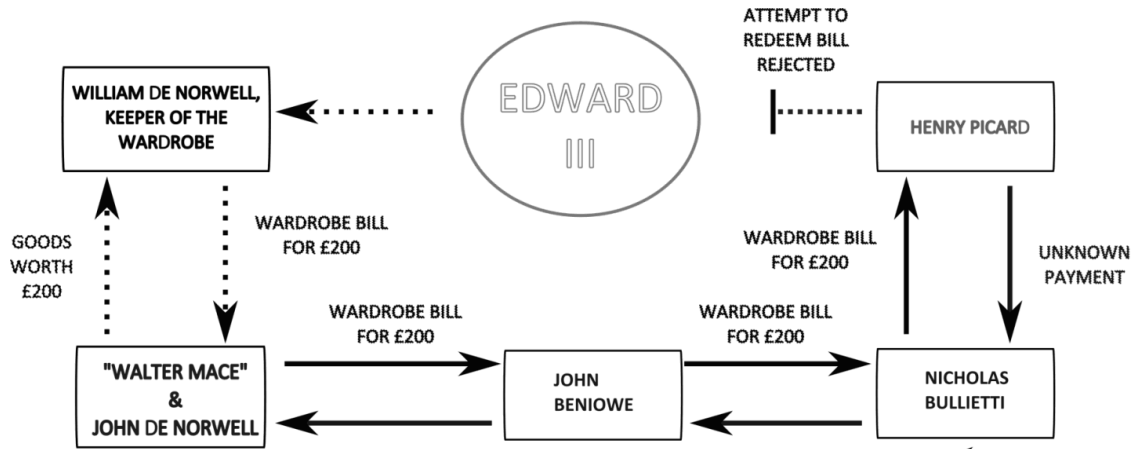 ATTEMPT TO
REDEEM BILL
REJECTED
WILLIAM DE NORWELL,
KEEPER OF THE
WARDROBE
EDWARD
III
HENRY PICARD
GOODS
WORTH
£200
WARDROBE BILL
FOR £200
WARDROBE BILL
FOR £200
UNKNOWN
PAYMENT
WARDROBE BILL
FOR £200
WARDROBE BILL
FOR £200
"WALTER MACE"
&
JOHN DE NORWELL
JOHN
BENIOWE
NICHOLAS
BULLIETTI